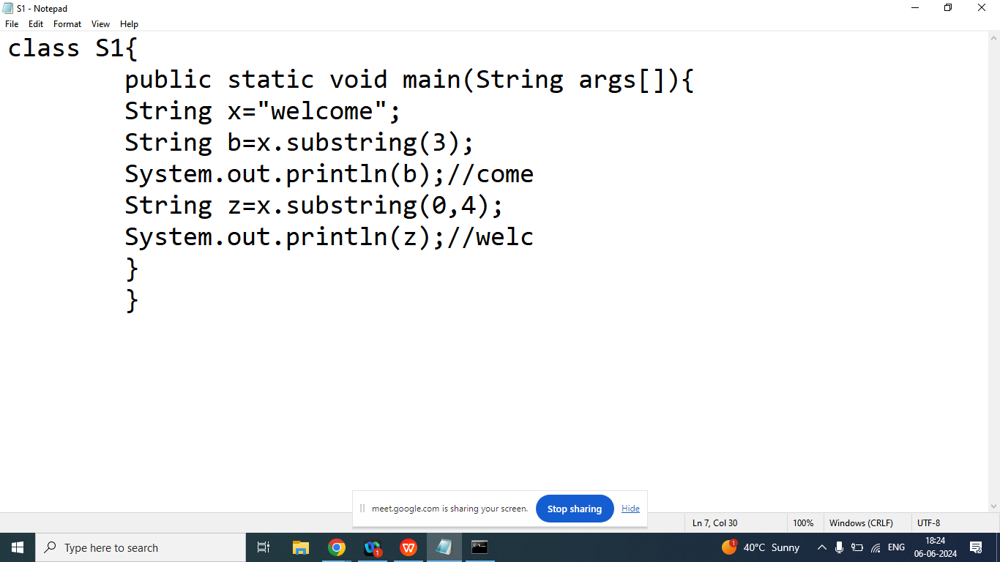 S1 - Notepad
File Edit Format View Help
class S1{
public static void main(String args[]){
String x="welcome";
String b=x.substring(3);
System.out.println(b);//come
String z=x.substring(0,4);
System.out.println(z);//welc
}
}
meet.google.com is sharing your screen. Stop sharing Hide
Ln 7, Col 30 100% Windows (CRLF) UTF-8
Type here to search 1 W 1 40°C Sunny ENG 18:24
06-06-2024